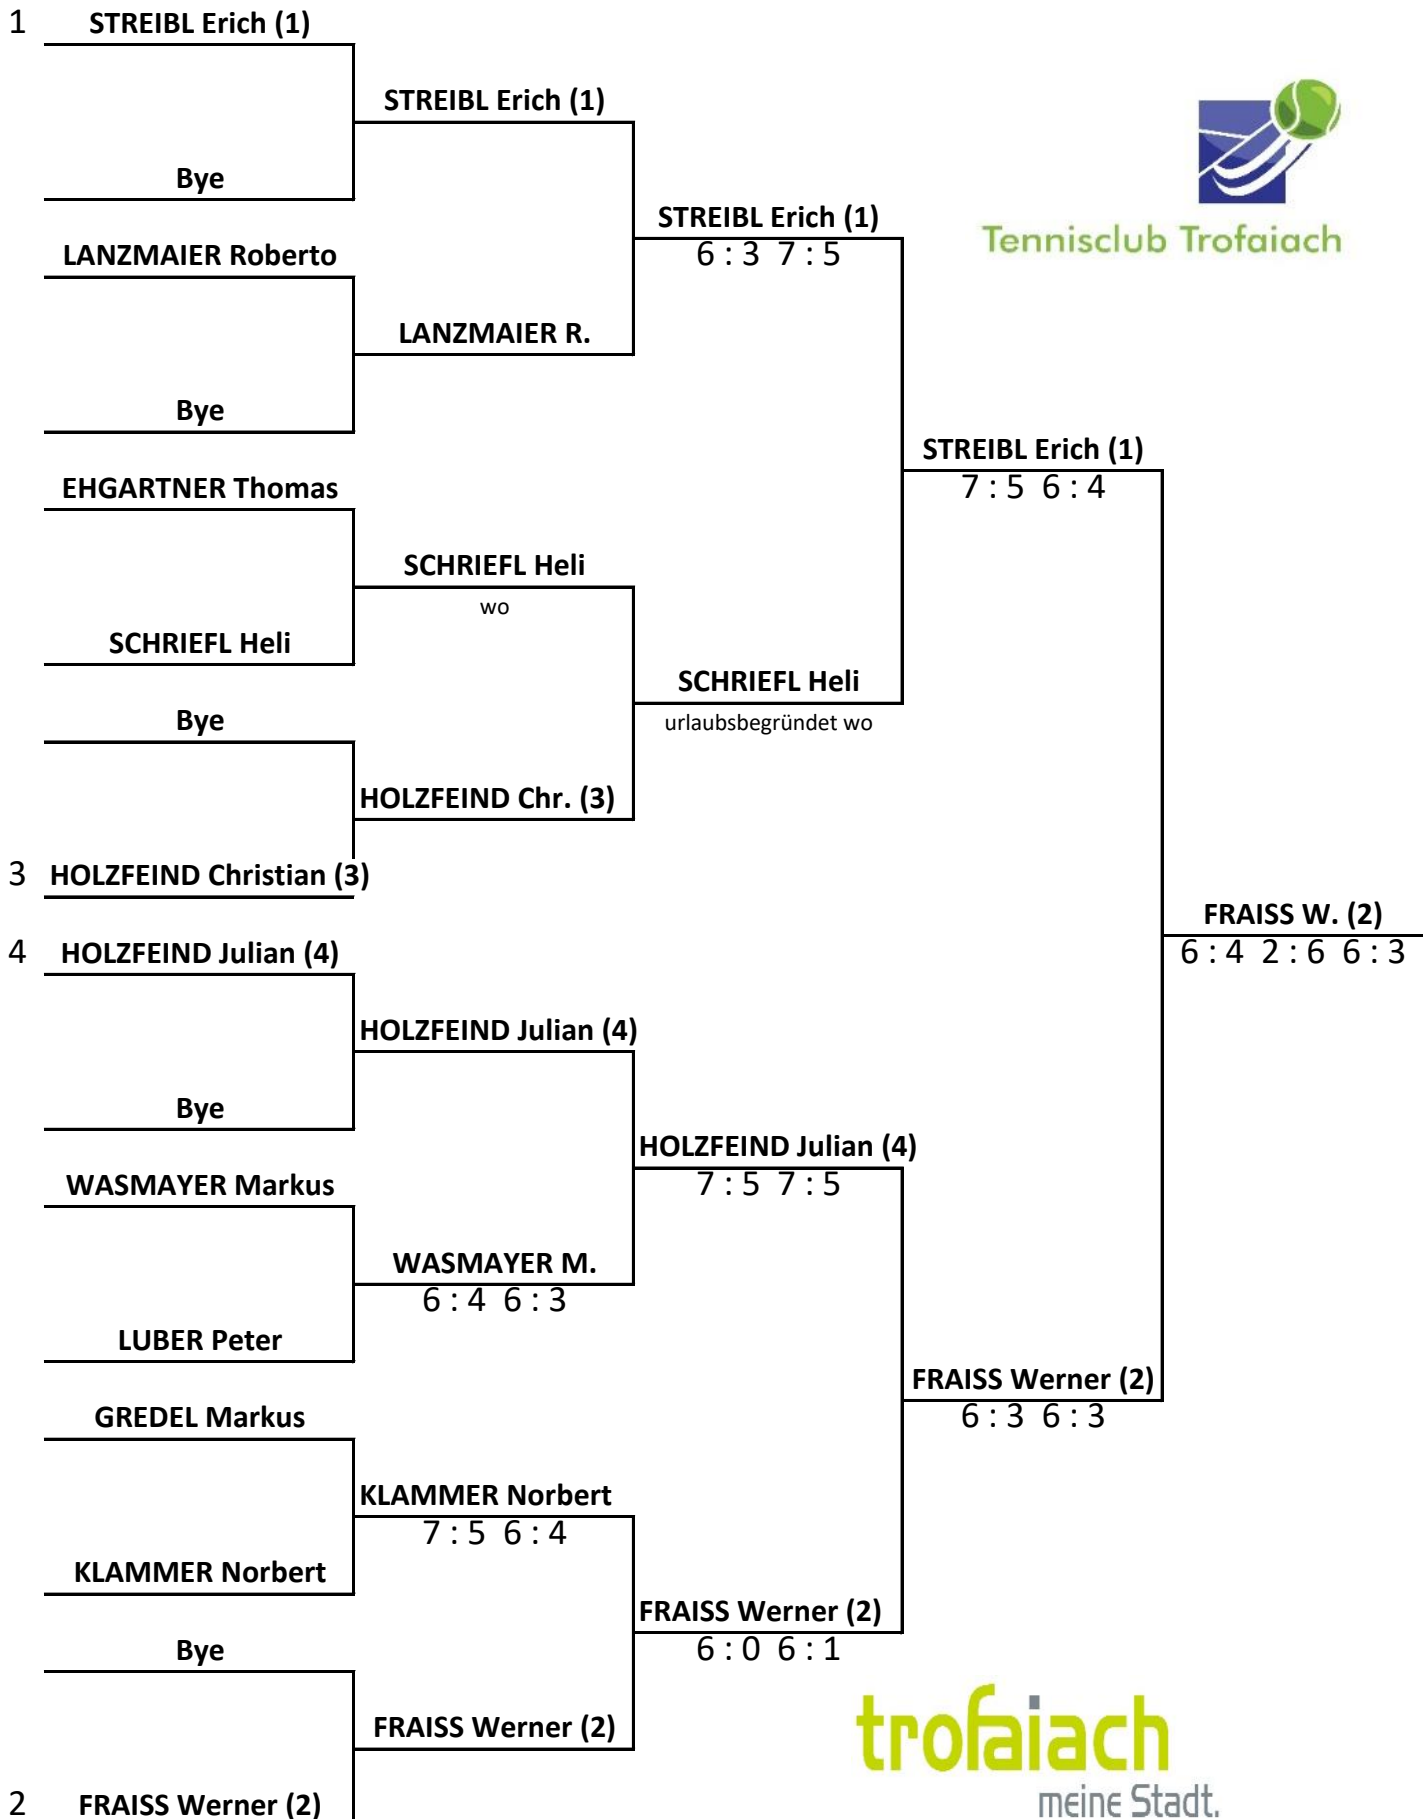 1 STREIBL Erich (1)
STREIBL Erich (1)
Bye
STREIBL Erich (1)
6 : 3 7 : 5
Tennisclub Trofaiach
LANZMAIER Roberto
LANZMAIER R.
Bye
STREIBL Erich (1)
7 : 5 6 : 4
EHGARTNER Thomas
SCHRIEFL Heli
wo
SCHRIEFL Heli
SCHRIEFL Heli
urlaubsbegründet wo
Bye
HOLZFEIND Chr. (3)
3 HOLZFEIND Christian (3)
FRAISS W. (2)
6 : 4 2 : 6 6 : 3
4 HOLZFEIND Julian (4)
HOLZFEIND Julian (4)
Bye
HOLZFEIND Julian (4)
7 : 5 7 : 5
WASMAYER Markus
WASMAYER M.
6 : 4 6 : 3
LUBER Peter
FRAISS Werner (2)
6 : 3 6 : 3
GREDEL Markus
KLAMMER Norbert
7 : 5 6 : 4
KLAMMER Norbert
FRAISS Werner (2)
6 : 0 6 : 1
Bye
FRAISS Werner (2)
trofaiach
meine Stadt.
2 FRAISS Werner (2)